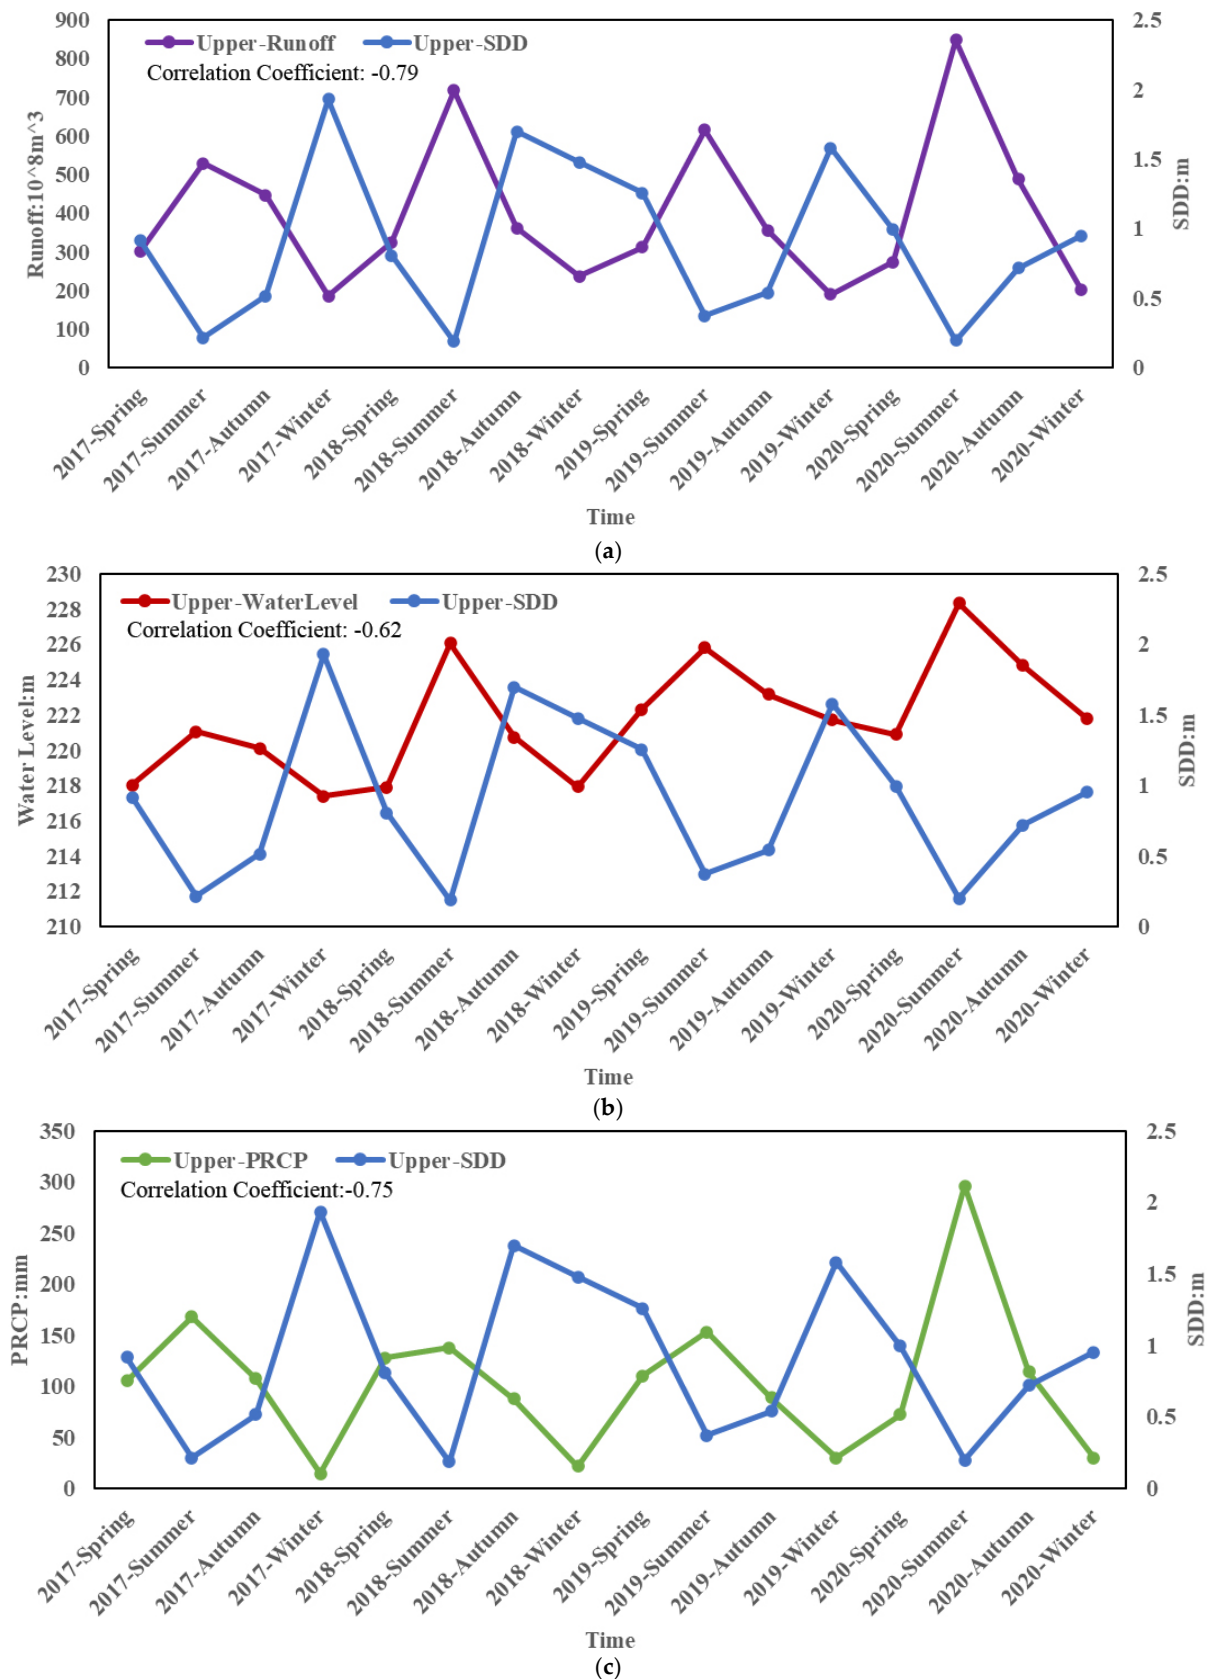 Upper-Runoff Upper-SDD
Correlation Coefficient: -0.79
Runoff:10^8m^3
900
800
700
600
500
400
300
200
100
0
2.5
2
1.5
1
0.5
0
SDD:m
2017-Spring
2017-Summer
2017-Autumn
2017-Winter
2018-Spring
2018-Summer
2018-Autumn
2018-Winter
2019-Spring
2019-Summer
2019-Autumn
2019-Winter
2020-Spring
2020-Summer
2020-Autumn
2020-Winter
Time
(a)
Upper-WaterLevel Upper-SDD
Correlation Coefficient: -0.62
Water Level:m
230
228
226
224
222
220
218
216
214
212
210
2.5
2
1.5
1
0.5
0
SDD:m
2017-Spring
2017-Summer
2017-Autumn
2017-Winter
2018-Spring
2018-Summer
2018-Autumn
2018-Winter
2019-Spring
2019-Summer
2019-Autumn
2019-Winter
2020-Spring
2020-Summer
2020-Autumn
2020-Winter
Time
(b)
Upper-PRCP Upper-SDD
Correlation Coefficient:-0.75
PRCP:mm
350
300
250
200
150
100
50
0
2.5
2
1.5
1
0.5
0
SDD:m
2017-Spring
2017-Summer
2017-Autumn
2017-Winter
2018-Spring
2018-Summer
2018-Autumn
2018-Winter
2019-Spring
2019-Summer
2019-Autumn
2019-Winter
2020-Spring
2020-Summer
2020-Autumn
2020-Winter
Time
(c)